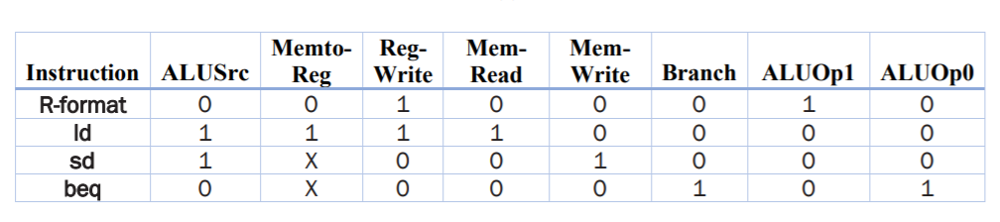 Memto- Reg- Mem- Mem-
Instruction ALUSrc Reg Write Read Write Branch ALUOp1 ALUOp0
R-format 0 0 1 0 0 0 1 0
ld 1 1 1 1 0 0 0 0
sd 1 X 0 0 1 0 0 0
beq 0 X 0 0 0 1 0 1